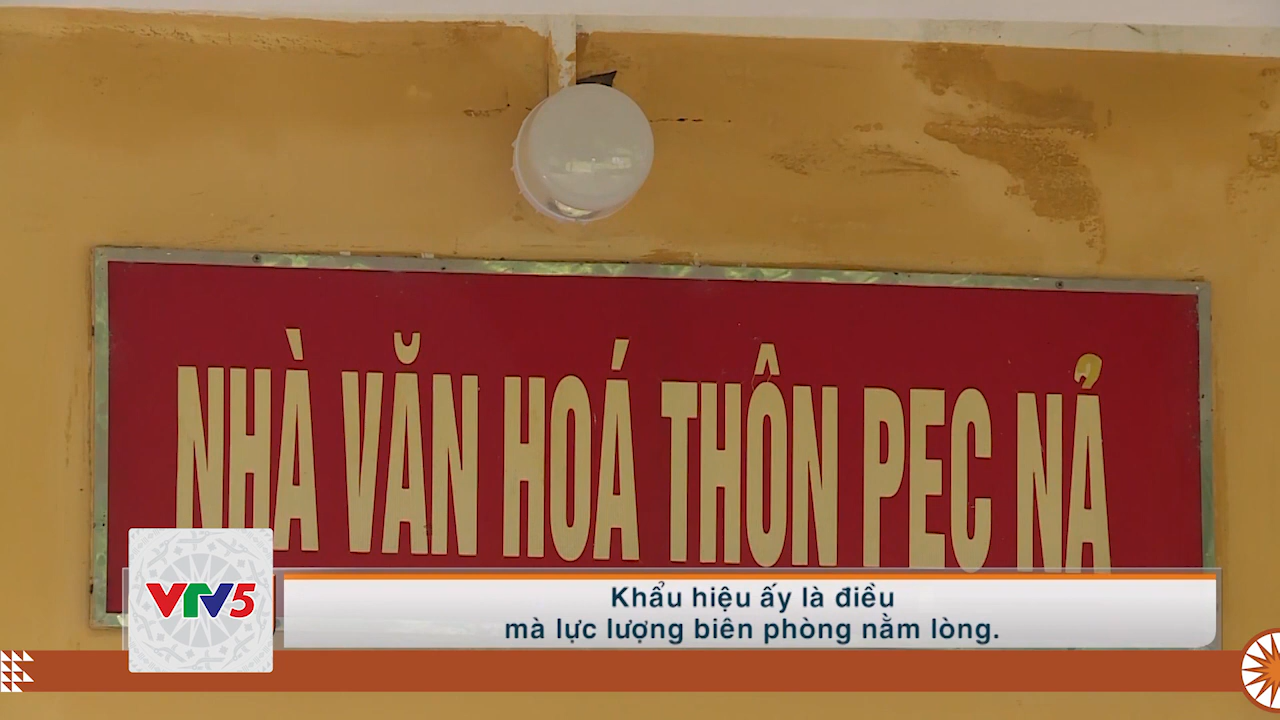 NHÀ VĂN HOÁ THÔN PEC NẢ
VTV5
Khẩu hiệu ấy là điều
mà lực lượng biên phòng nằm lòng.